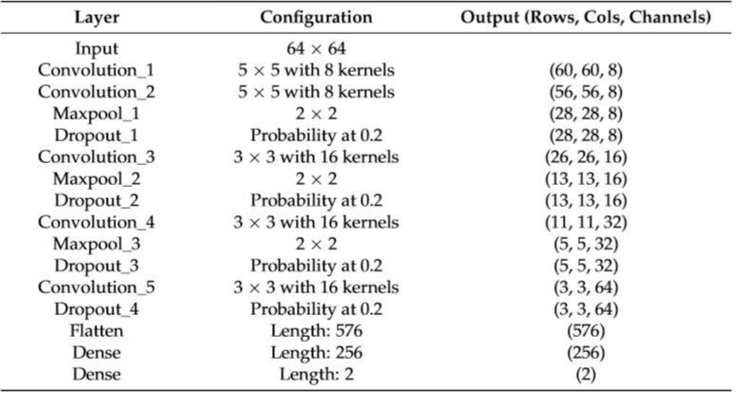 Layer Configuration Output (Rows, Cols, Channels)
Input 64 × 64
Convolution_1 5 × 5 with 8 kernels (60, 60, 8)
Convolution_2 5 × 5 with 8 kernels (56, 56, 8)
Maxpool_1 2 × 2 (28, 28, 8)
Dropout_1 Probability at 0.2 (28, 28, 8)
Convolution_3 3 × 3 with 16 kernels (26, 26, 16)
Maxpool_2 2 × 2 (13, 13, 16)
Dropout_2 Probability at 0.2 (13, 13, 16)
Convolution_4 3 × 3 with 16 kernels (11, 11, 32)
Maxpool_3 2 × 2 (5, 5, 32)
Dropout_3 Probability at 0.2 (5, 5, 32)
Convolution_5 3 × 3 with 16 kernels (3, 3, 64)
Dropout_4 Probability at 0.2 (3, 3, 64)
Flatten Length: 576 (576)
Dense Length: 256 (256)
Dense Length: 2 (2)